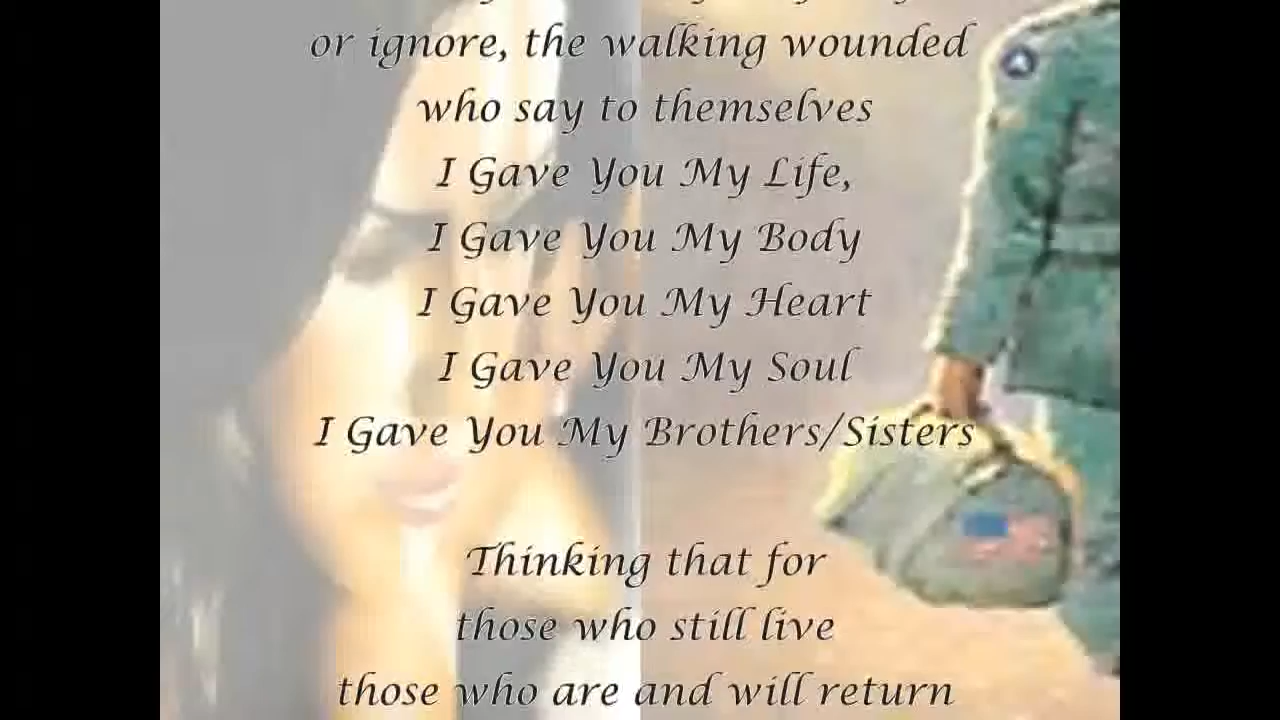 or ignore, the walking wounded
who say to themselves
I Gave You My Life,
I Gave You My Body
I Gave You My Heart
I Gave You My Soul
I Gave You My Brothers/Sisters
Thinking that for
those who still live
those who are and will return